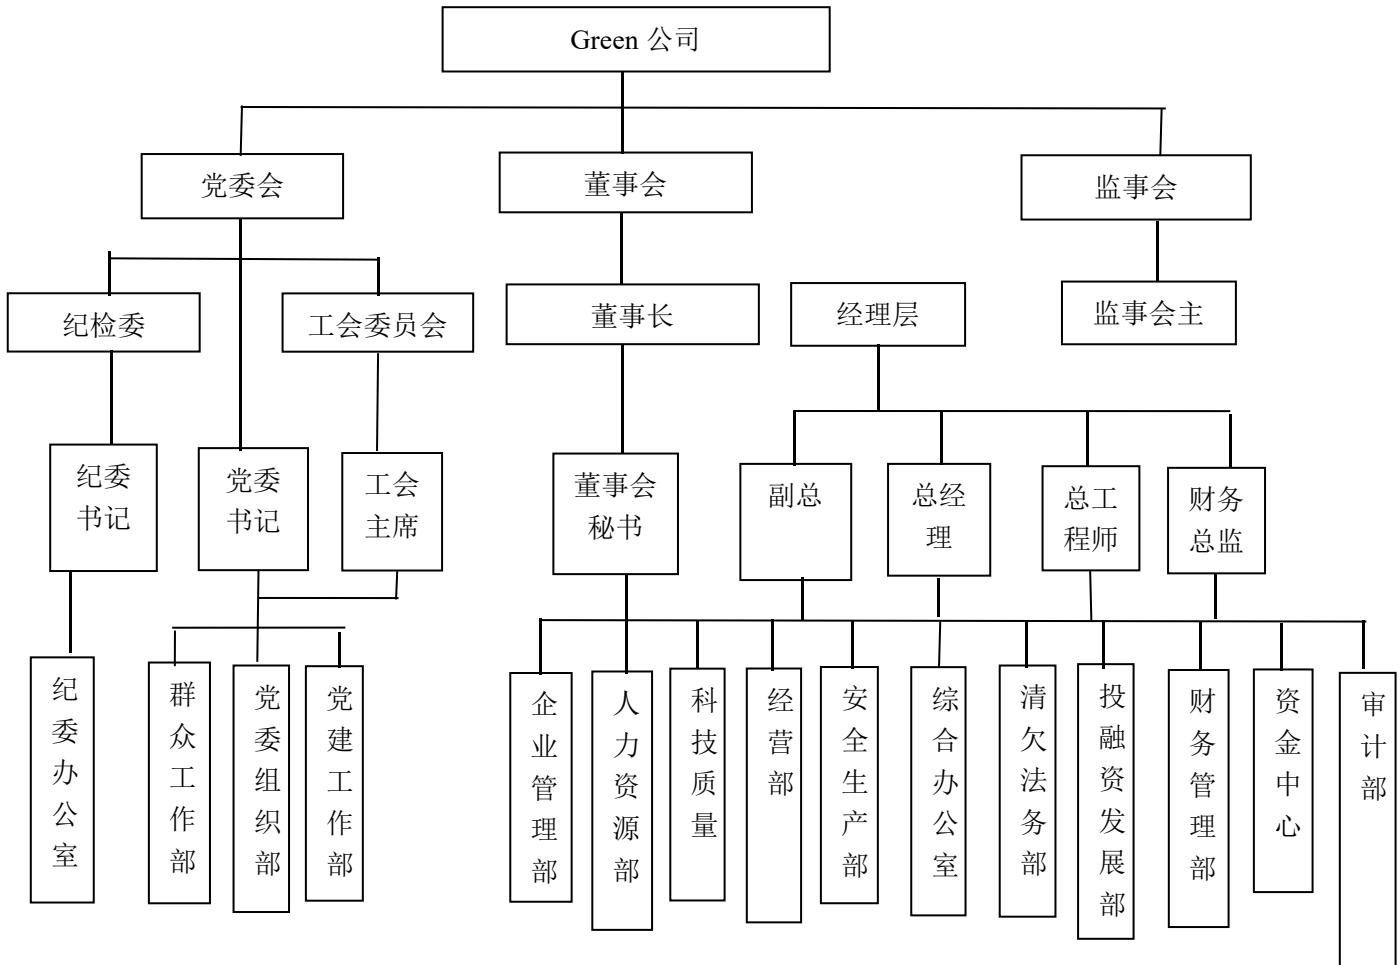 Green 公司
党委会
董事会
监事会
纪检委
工会委员会
董事长
经理层
监事会主
纪委
书记
党委
书记
工会
主席
董事会
秘书
副总
总经
理
总工
程师
财务
总监
纪委办公室
群众工作部
党委组织部
党建工作部
企业管理部
人力资源部
科技质量
经营部
安全生产部
综合办公室
清欠法务部
投融资发展部
财务管理部
资金中心
审计部